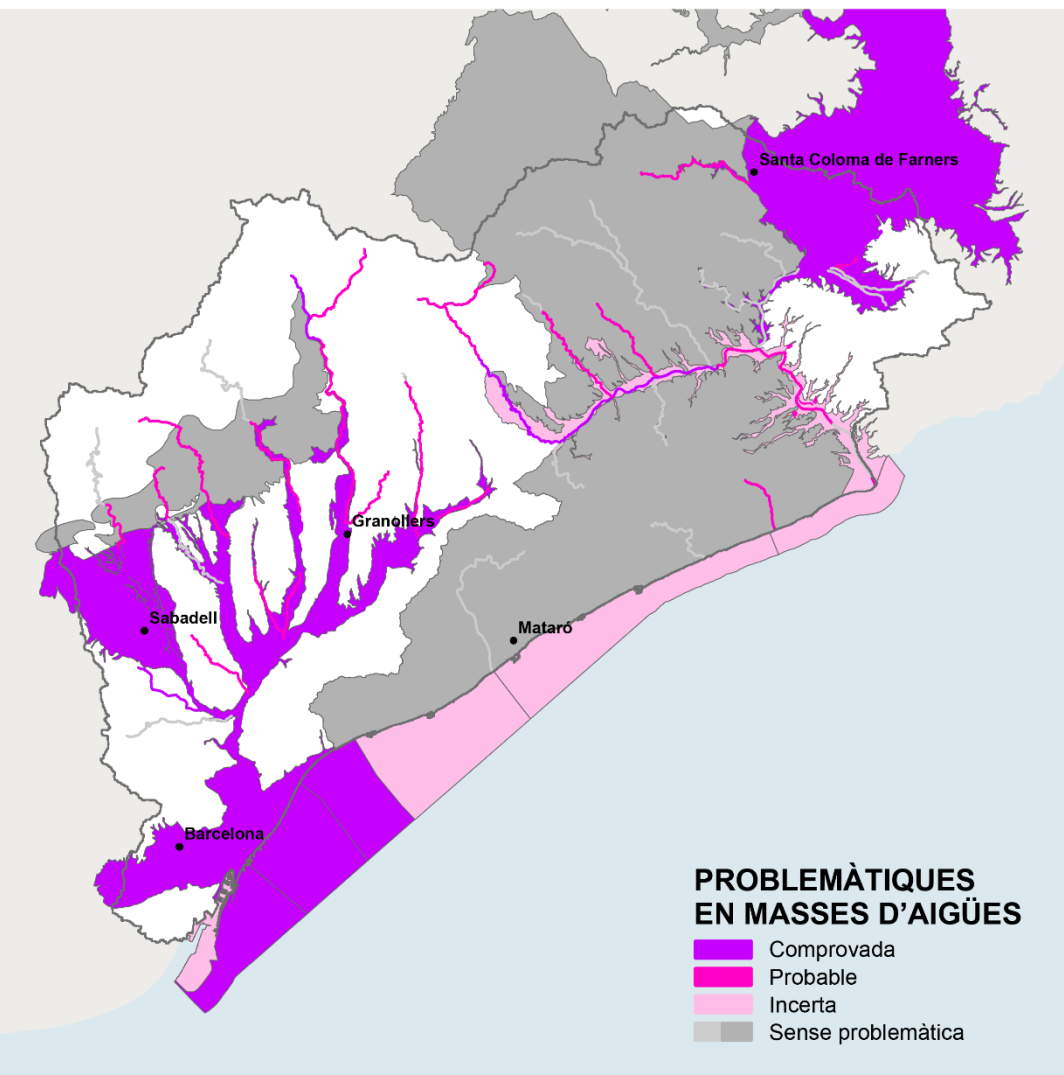 Santa Coloma de Farners
Granollers
Sabadell
Mataró
Barcelona
PROBLEMÀTIQUES
EN MASSES D'AIGÜES
Comprovada
Probable
Incerta
Sense problemàtica